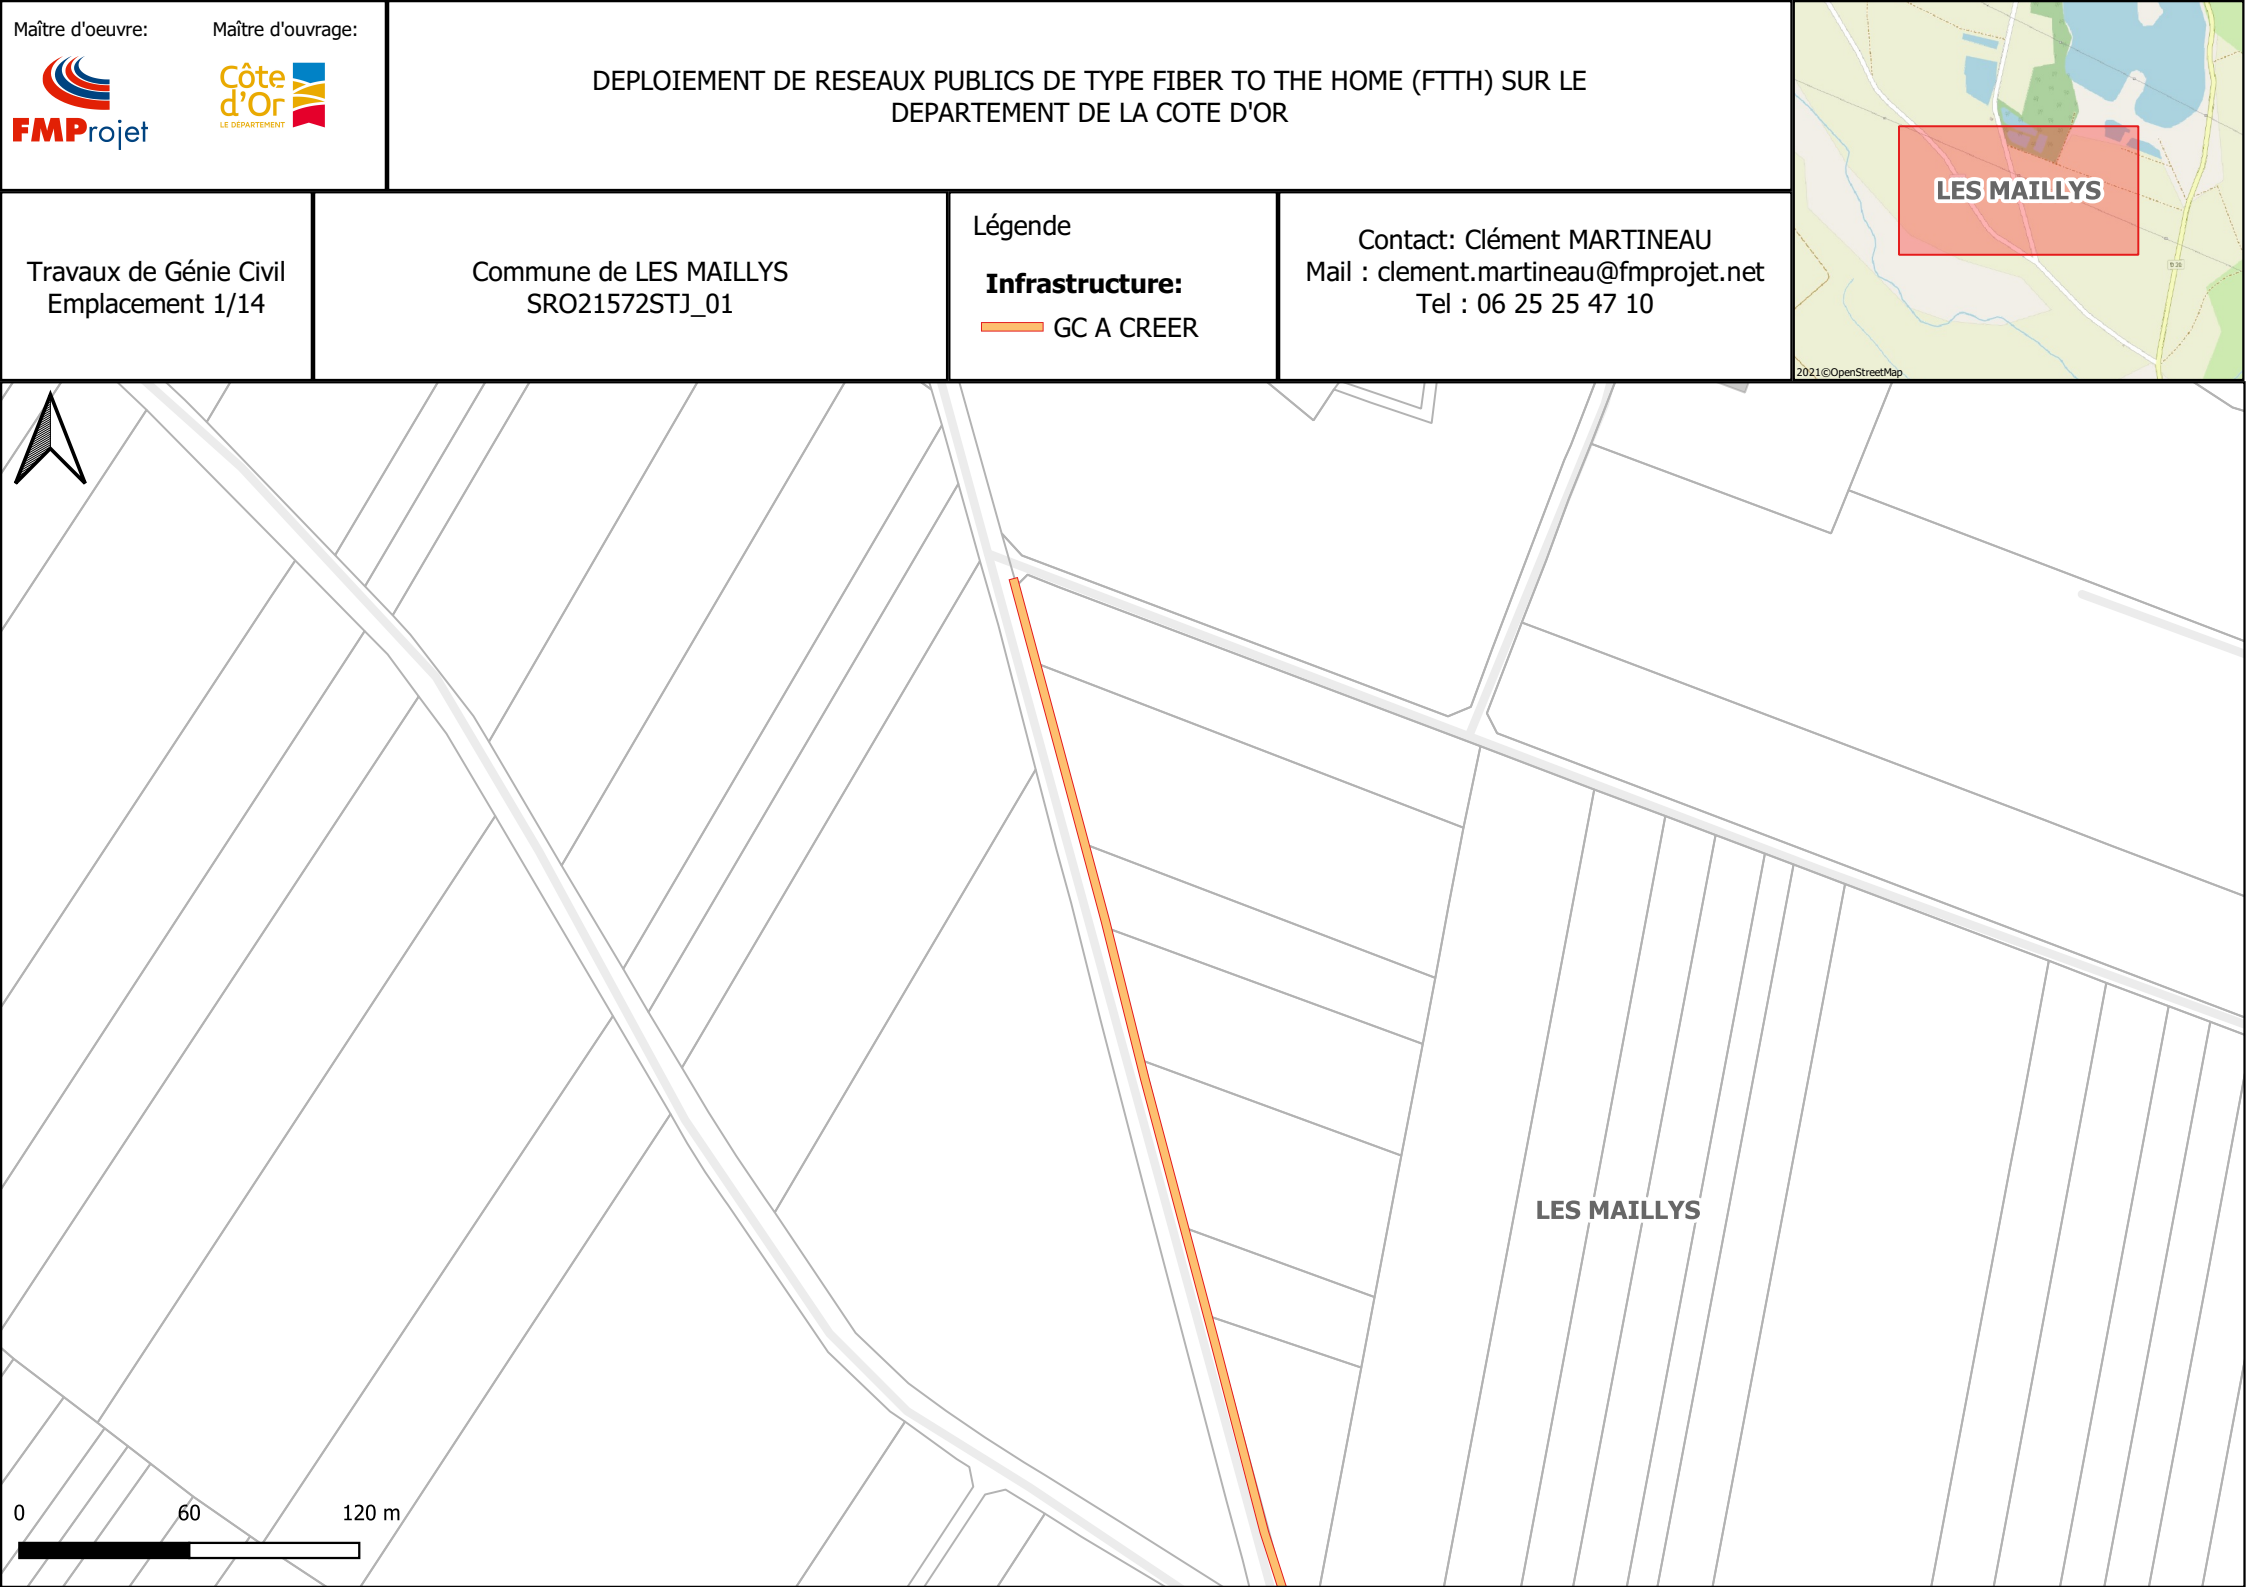 Maître d'oeuvre:
Maître d'ouvrage:
FMProjet
Côte
d'Or
LE DÉPARTEMENT
DEPLOIEMENT DE RESEAUX PUBLICS DE TYPE FIBER TO THE HOME (FTTH) SUR LE
DEPARTEMENT DE LA COTE D'OR
Travaux de Génie Civil
Emplacement 1/14
Commune de LES MAILLYS
SRO21572STJ_01
Légende
Infrastructure:
GC A CREER
Contact: Clément MARTINEAU
Mail : clement.martineau@fmprojet.net
Tel : 06 25 25 47 10
LES MAILLYS
2021©OpenStreetMap
LES MAILLYS
0 60 120 m